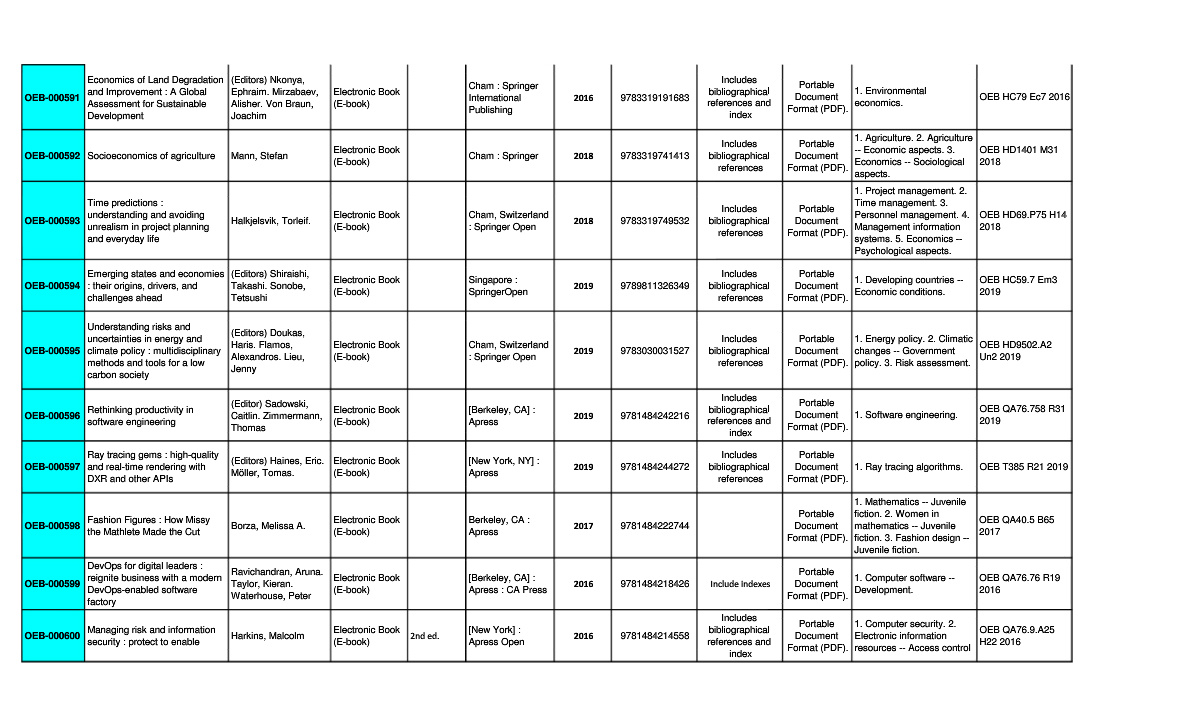 OEB-000591
Economics of Land Degradation
and Improvement : A Global
Assessment for Sustainable
Development
(Editors) Nkonya,
Ephraim. Mirzabaev,
Alisher. Von Braun,
Joachim
Electronic Book
(E-book)
Cham : Springer
International
Publishing
2016
9783319191683
Includes
bibliographical
references and
index
Portable
Document
Format (PDF).
1. Environmental
economics.
OEB HC79 Ec7 2016
OEB-000592
Socioeconomics of agriculture
Mann, Stefan
Electronic Book
(E-book)
Cham : Springer
2018
9783319741413
Includes
bibliographical
references
Portable
Document
Format (PDF).
1. Agriculture. 2. Agriculture
-- Economic aspects. 3.
Economics -- Sociological
aspects.
OEB HD1401 M31
2018
OEB-000593
Time predictions :
understanding and avoiding
unrealism in project planning
and everyday life
Halkjelsvik, Torleif.
Electronic Book
(E-book)
Cham, Switzerland
: Springer Open
2018
9783319749532
Includes
bibliographical
references
Portable
Document
Format (PDF).
1. Project management. 2.
Time management. 3.
Personnel management. 4.
Management information
systems. 5. Economics --
Psychological aspects.
OEB HD69.P75 H14
2018
OEB-000594
Emerging states and economies
: their origins, drivers, and
challenges ahead
(Editors) Shiraishi,
Takashi. Sonobe,
Tetsushi
Electronic Book
(E-book)
Singapore :
SpringerOpen
2019
9789811326349
Includes
bibliographical
references
Portable
Document
Format (PDF).
1. Developing countries --
Economic conditions.
OEB HC59.7 Em3
2019
OEB-000595
Understanding risks and
uncertainties in energy and
climate policy : multidisciplinary
methods and tools for a low
carbon society
(Editors) Doukas,
Haris. Flamos,
Alexandros. Lieu,
Jenny
Electronic Book
(E-book)
Cham, Switzerland
: Springer Open
2019
9783030031527
Includes
bibliographical
references
Portable
Document
Format (PDF).
1. Energy policy. 2. Climatic
changes -- Government
policy. 3. Risk assessment.
OEB HD9502.A2
Un2 2019
OEB-000596
Rethinking productivity in
software engineering
(Editor) Sadowski,
Caitlin. Zimmermann,
Thomas
Electronic Book
(E-book)
[Berkeley, CA] :
Apress
2019
9781484242216
Includes
bibliographical
references and
index
Portable
Document
Format (PDF).
1. Software engineering.
OEB QA76.758 R31
2019
OEB-000597
Ray tracing gems : high-quality
and real-time rendering with
DXR and other APIs
(Editors) Haines, Eric.
Möller, Tomas.
Electronic Book
(E-book)
[New York, NY] :
Apress
2019
9781484244272
Includes
bibliographical
references
Portable
Document
Format (PDF).
1. Ray tracing algorithms.
OEB T385 R21 2019
OEB-000598
Fashion Figures : How Missy
the Mathlete Made the Cut
Borza, Melissa A.
Electronic Book
(E-book)
Berkeley, CA :
Apress
2017
9781484222744
Portable
Document
Format (PDF).
1. Mathematics -- Juvenile
fiction. 2. Women in
mathematics -- Juvenile
fiction. 3. Fashion design --
Juvenile fiction.
OEB QA40.5 B65
2017
OEB-000599
DevOps for digital leaders :
reignite business with a modern
DevOps-enabled software
factory
Ravichandran, Aruna.
Taylor, Kieran.
Waterhouse, Peter
Electronic Book
(E-book)
[Berkeley, CA] :
Apress : CA Press
2016
9781484218426
Include Indexes
Portable
Document
Format (PDF).
1. Computer software --
Development.
OEB QA76.76 R19
2016
OEB-000600
Managing risk and information
security : protect to enable
Harkins, Malcolm
Electronic Book
(E-book)
2nd ed.
[New York] :
Apress Open
2016
9781484214558
Includes
bibliographical
references and
index
Portable
Document
Format (PDF).
1. Computer security. 2.
Electronic information
resources -- Access control
OEB QA76.9.A25
H22 2016